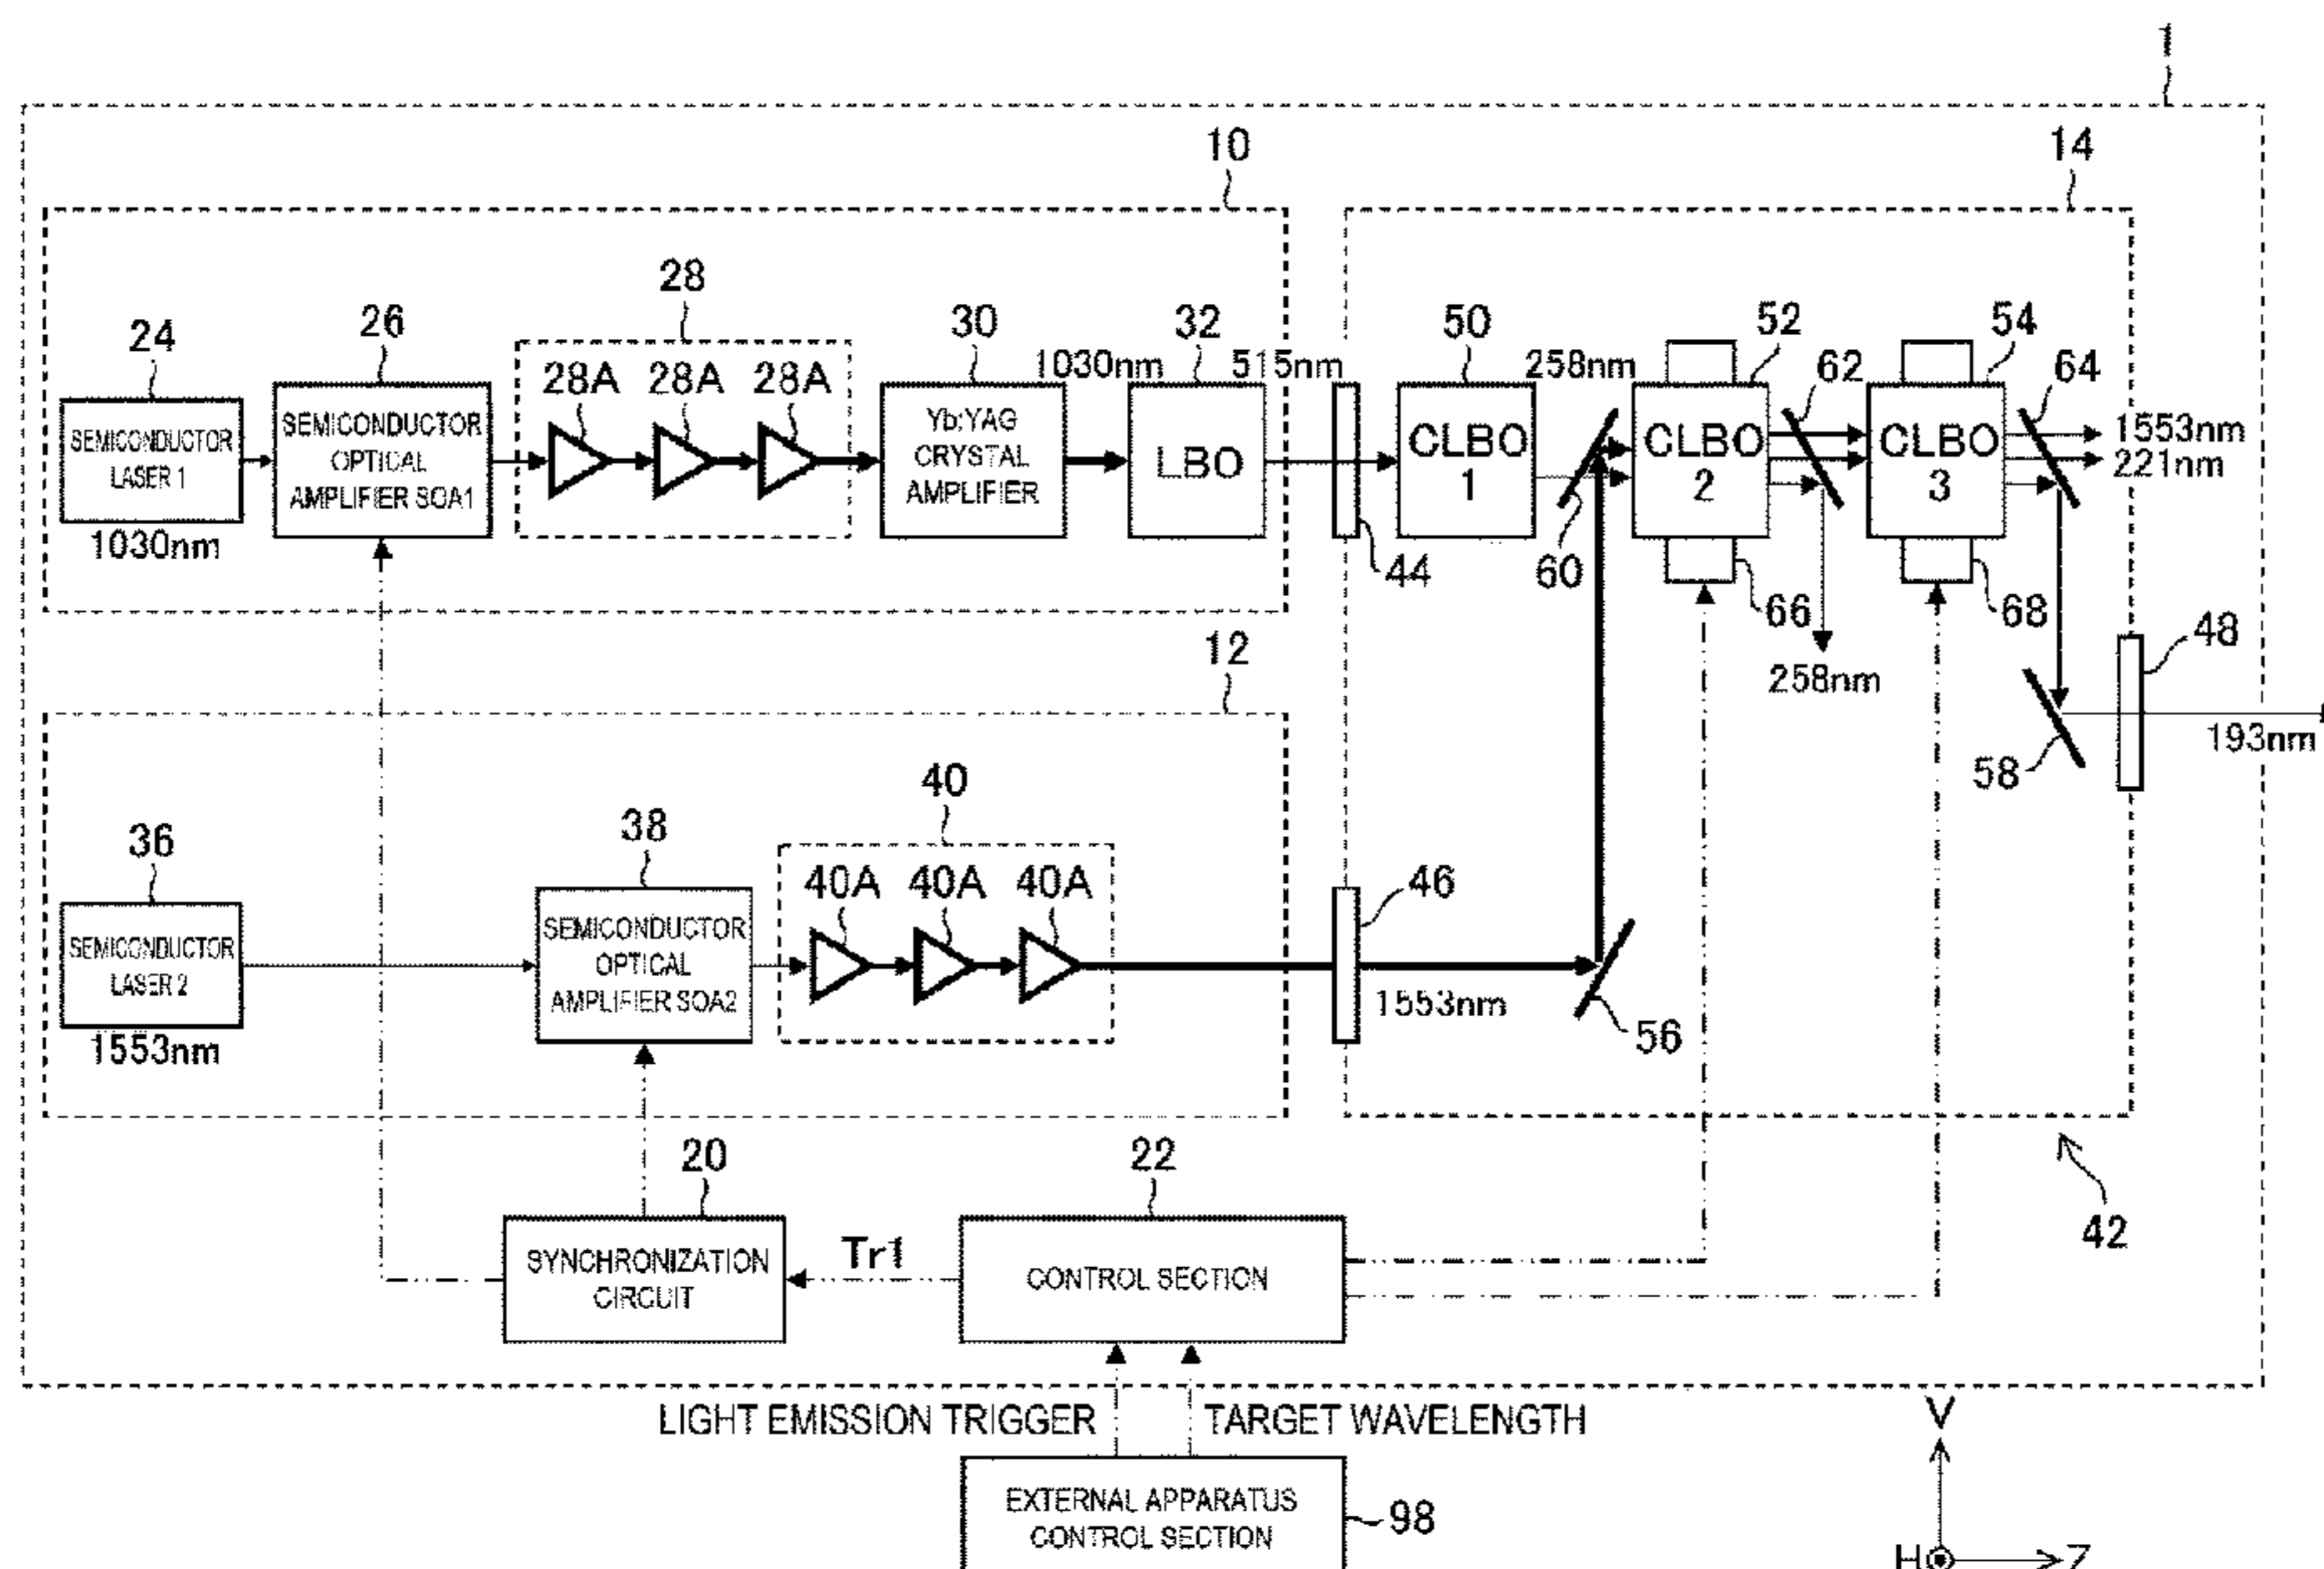 1
10
14
28
24
26
30
32
50
52
54
1030nm
515nm
258nm
62
64
28A 28A 28A
SEMICONDUCTOR
LASER 1
1030nm
SEMICONDUCTOR
OPTICAL
AMPLIFIER SOA1
Yb:YAG
CRYSTAL
AMPLIFIER
LBO
CLBO
1
CLBO
2
CLBO
3
1553nm
221nm
44
60
66
68
258nm
12
48
193nm
58
40
36
38
40A 40A 40A
46
SEMICONDUCTOR
LASER 2
1553nm
SEMICONDUCTOR
OPTICAL
AMPLIFIER SOA2
1553nm
56
20
22
42
SYNCHRONIZATION
CIRCUIT
Tr1
CONTROL SECTION
LIGHT EMISSION TRIGGER
TARGET WAVELENGTH
EXTERNAL APPARATUS
CONTROL SECTION
98
V
H
Z